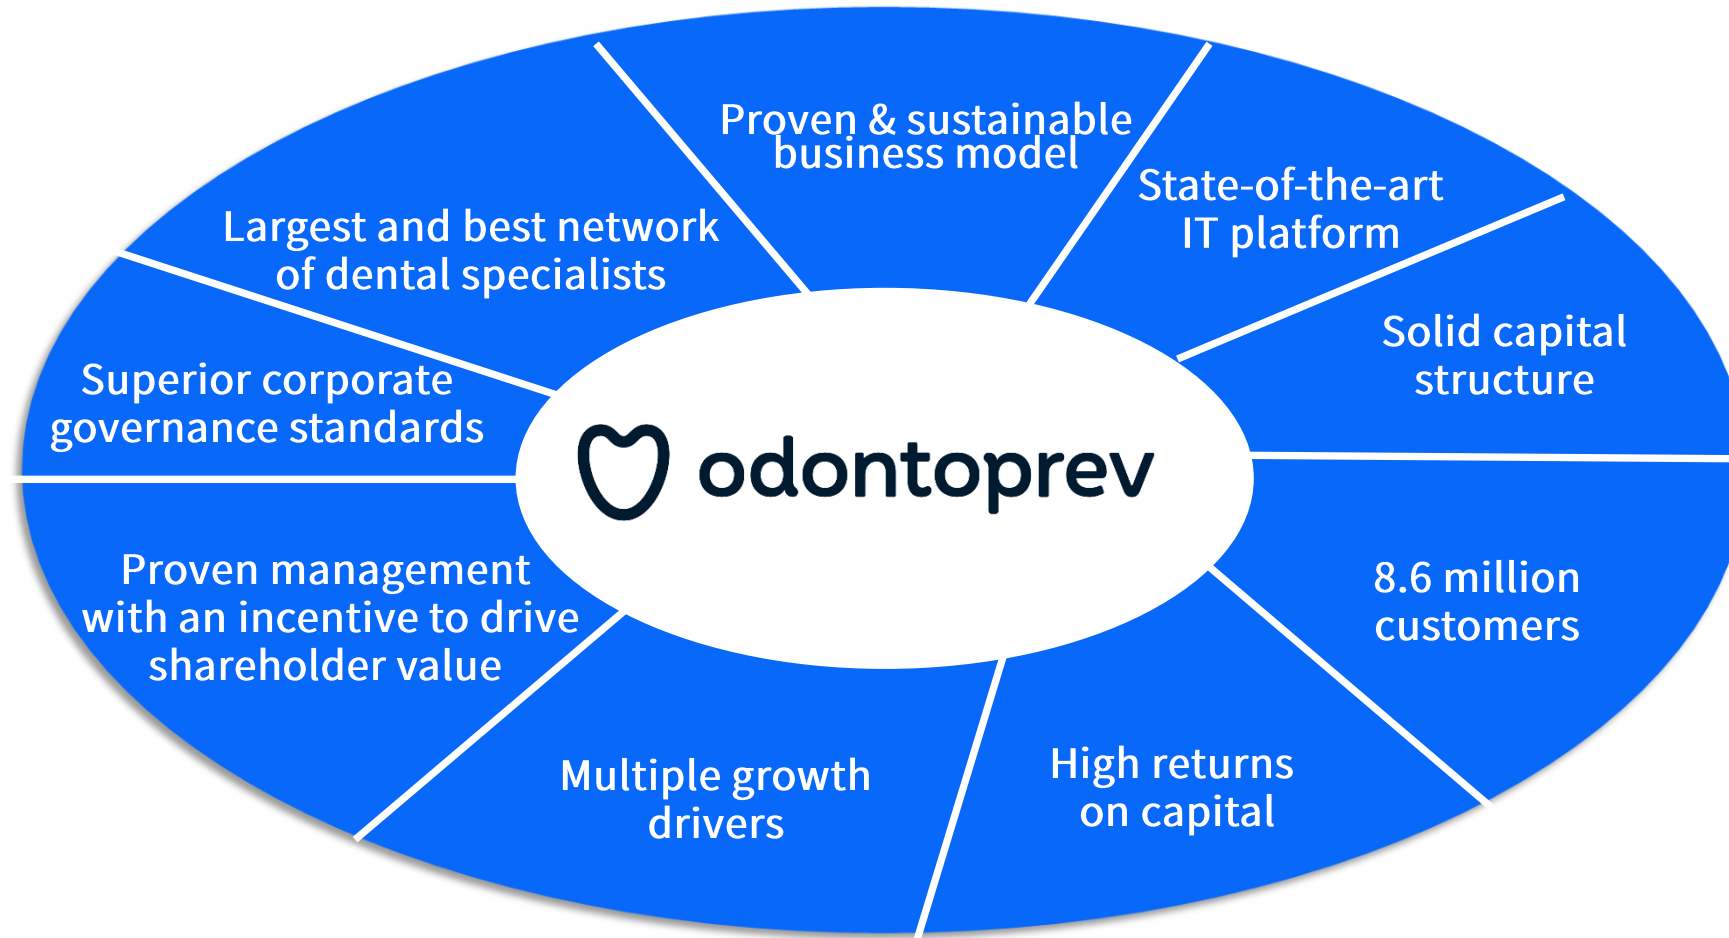 Proven & sustainable
business model
State-of-the-art
IT platform
Largest and best network
of dental specialists
Solid capital
structure
Superior corporate
governance standards
odontoprev
Proven management
with an incentive to drive
shareholder value
8.6 million
customers
Multiple growth
drivers
High returns
on capital